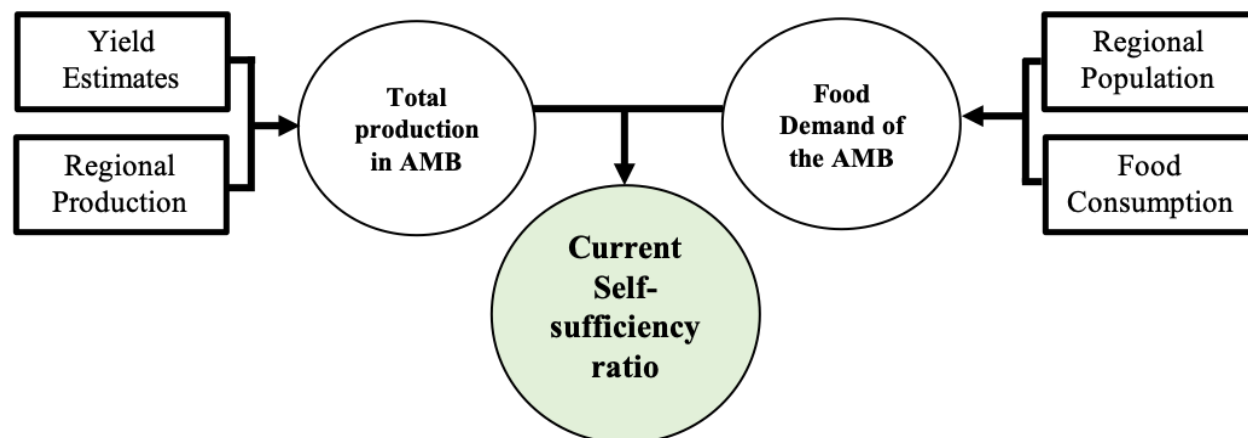 Yield
Estimates
Regional
Production
Total
production
in AMB
Food
Demand of
the AMB
Regional
Population
Food
Consumption
Current
Self-
sufficiency
ratio